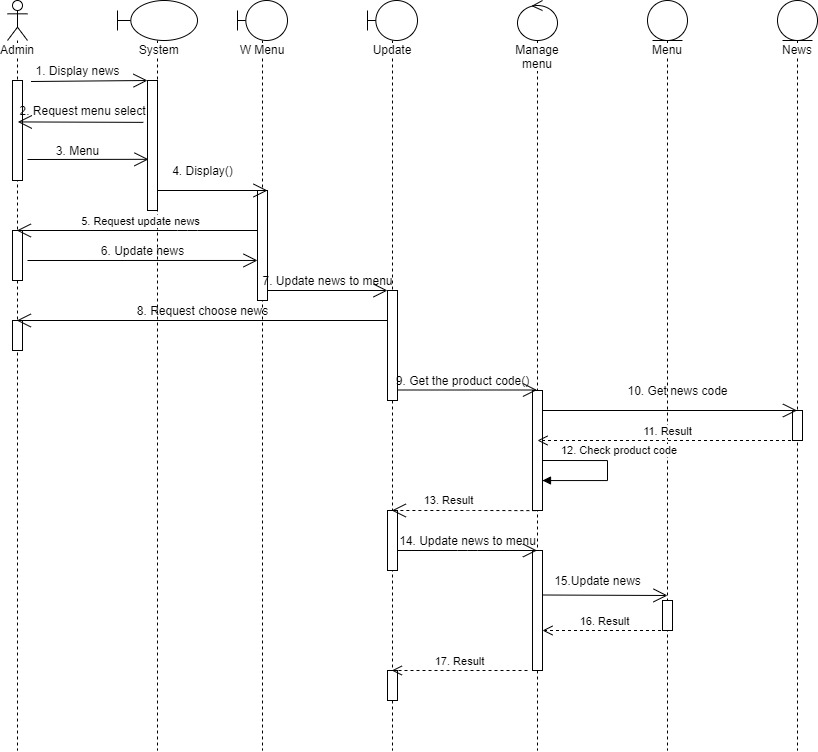 Admin
System
W Menu
Update
Manage
menu
Menu
News
1. Display news
2. Request menu select
3. Menu
4. Display()
5. Request update news
6. Update news
7. Update news to menu
8. Request choose news
9. Get the product code()
10. Get news code
11. Result
12. Check product code
13. Result
14. Update news to menu
15.Update news
16. Result
17. Result